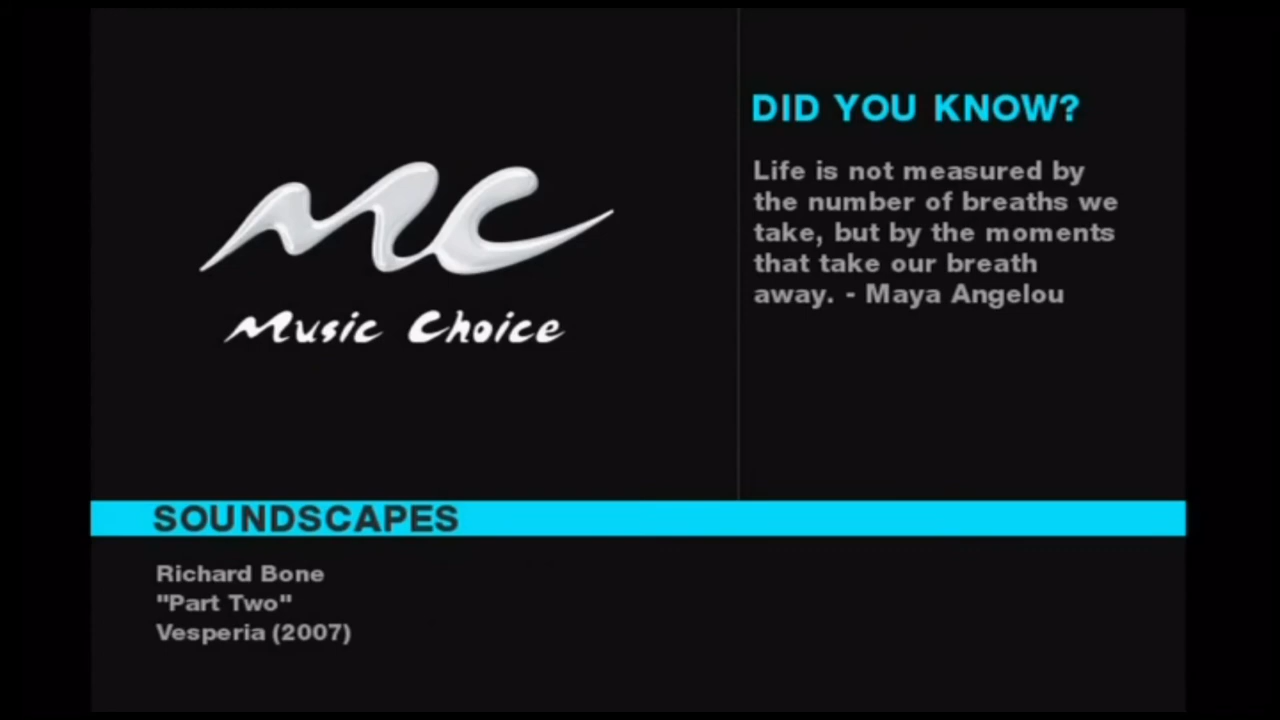 MC
Music Choice
DID YOU KNOW?
Life is not measured by
the number of breaths we
take, but by the moments
that take our breath
away. - Maya Angelou
SOUNDSCAPES
Richard Bone
"Part Two"
Vesperia (2007)